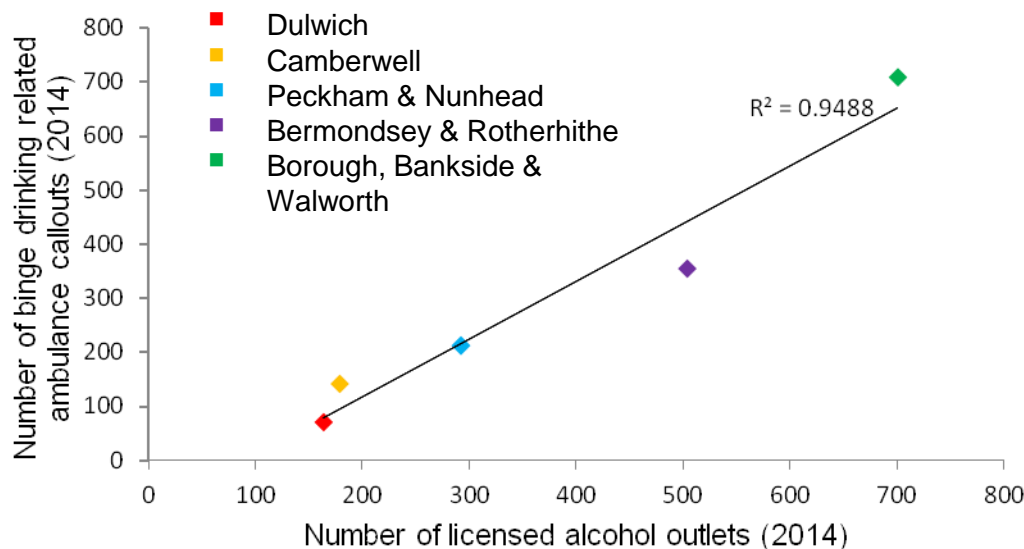 Number of binge drinking related
ambulance callouts (2014)
800
700
600
500
400
300
200
100
0
Dulwich
Camberwell
Peckham & Nunhead
Bermondsey & Rotherhithe
Borough, Bankside &
Walworth
R² = 0.9488
0 100 200 300 400 500 600 700 800
Number of licensed alcohol outlets (2014)